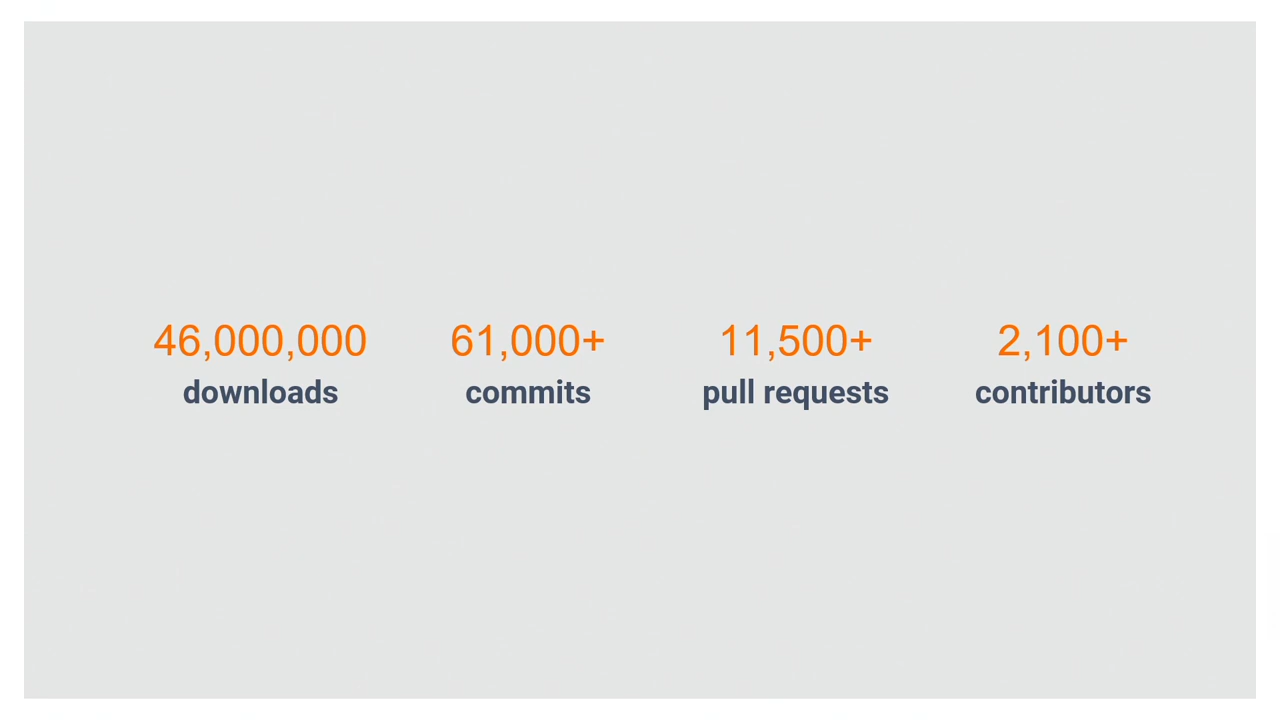 46,000,000 61,000+ 11,500+ 2,100+
downloads commits pull requests contributors